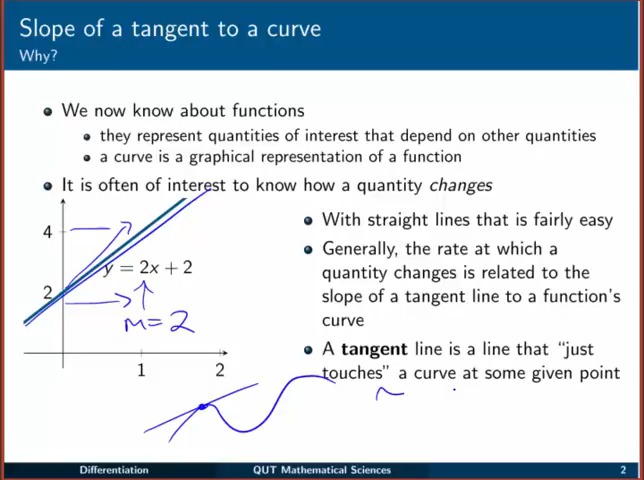 Slope of a tangent to a curve
Why?
We now know about functions
they represent quantities of interest that depend on other quantities
a curve is a graphical representation of a function
It is often of interest to know how a quantity changes
4
2
y = 2x + 2
m = 2
1 2
With straight lines that is fairly easy
Generally, the rate at which a
quantity changes is related to the
slope of a tangent line to a function's
curve
A tangent line is a line that "just
touches" a curve at some given point
Differentiation QUT Mathematical Sciences 2